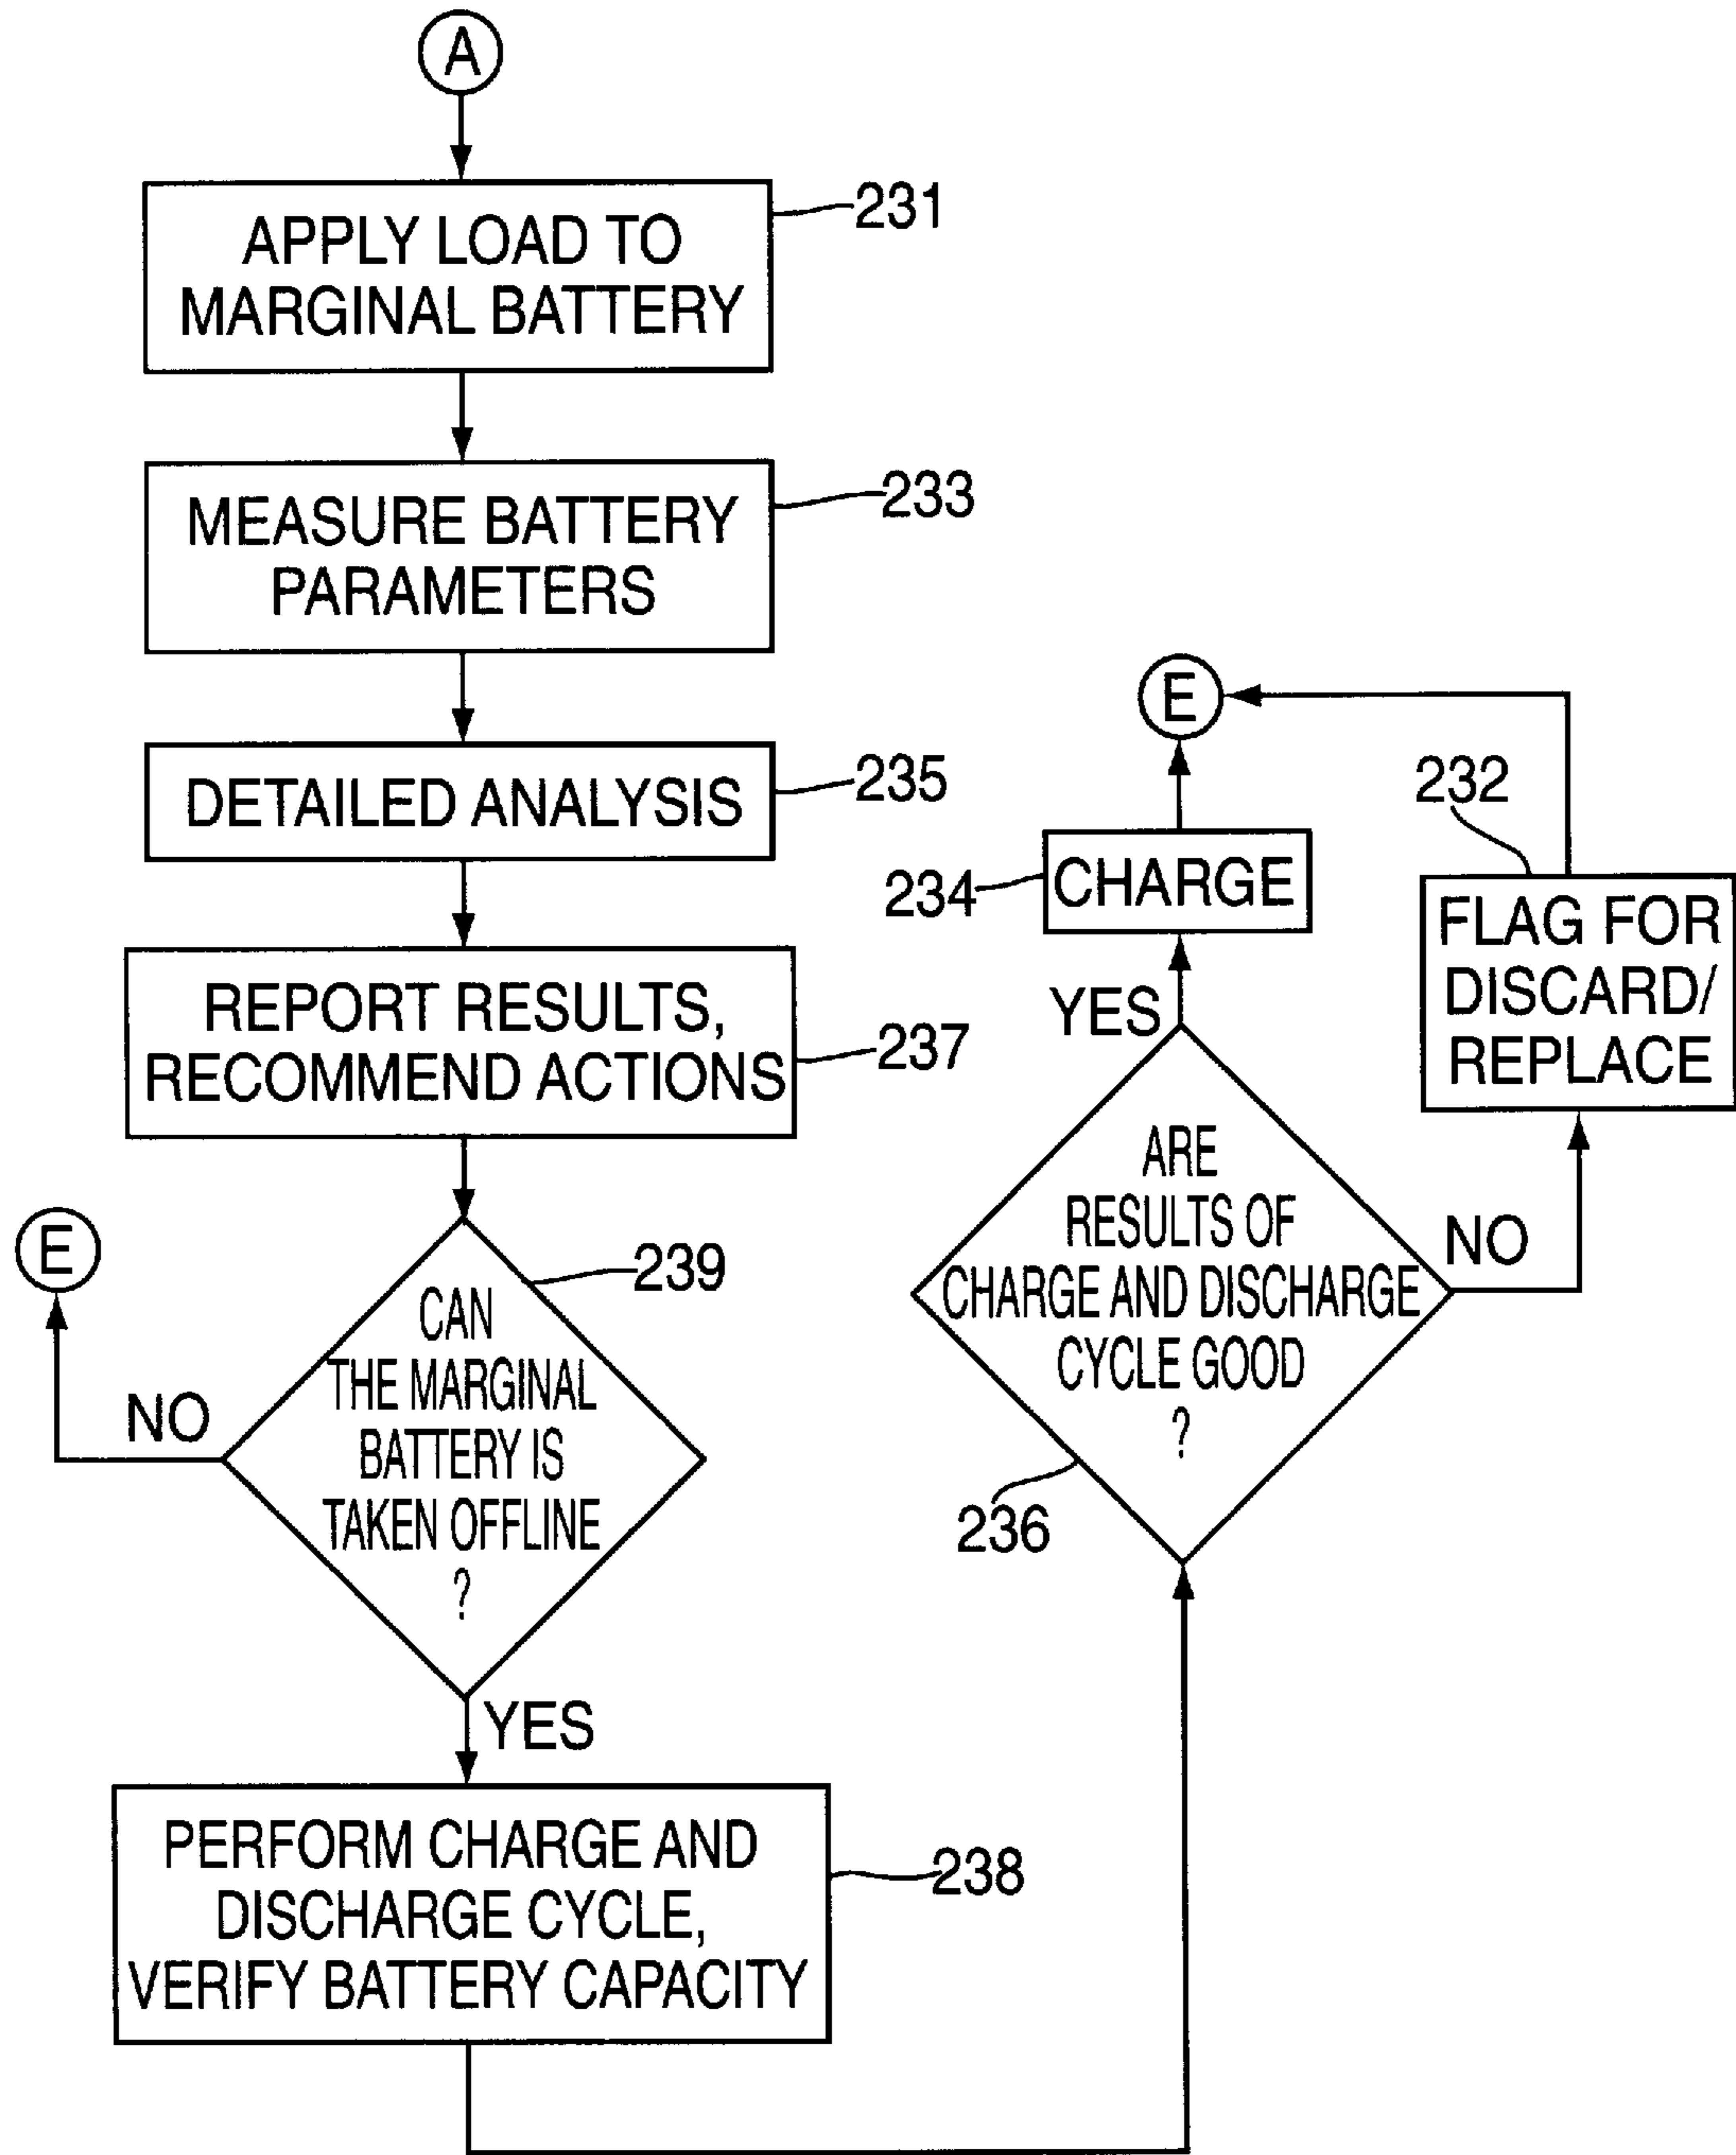 A
APPLY LOAD TO
MARGINAL BATTERY
231
MEASURE BATTERY
PARAMETERS
233
DETAILED ANALYSIS
235
REPORT RESULTS,
RECOMMEND ACTIONS
237
CAN
THE MARGINAL
BATTERY IS
TAKEN OFFLINE
?
239
NO
E
YES
PERFORM CHARGE AND
DISCHARGE CYCLE,
VERIFY BATTERY CAPACITY
238
ARE
RESULTS OF
CHARGE AND DISCHARGE
CYCLE GOOD
?
236
YES
CHARGE
234
E
NO
FLAG FOR
DISCARD/
REPLACE
232